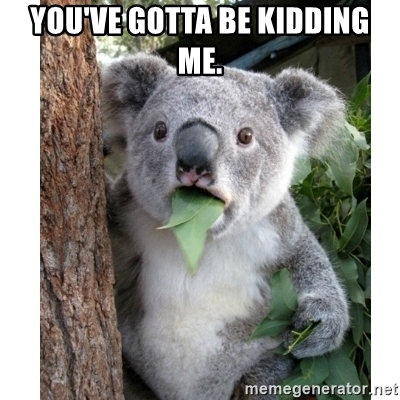 YOU'VE GOTTA BE KIDDING
ME.
memegenerator.net